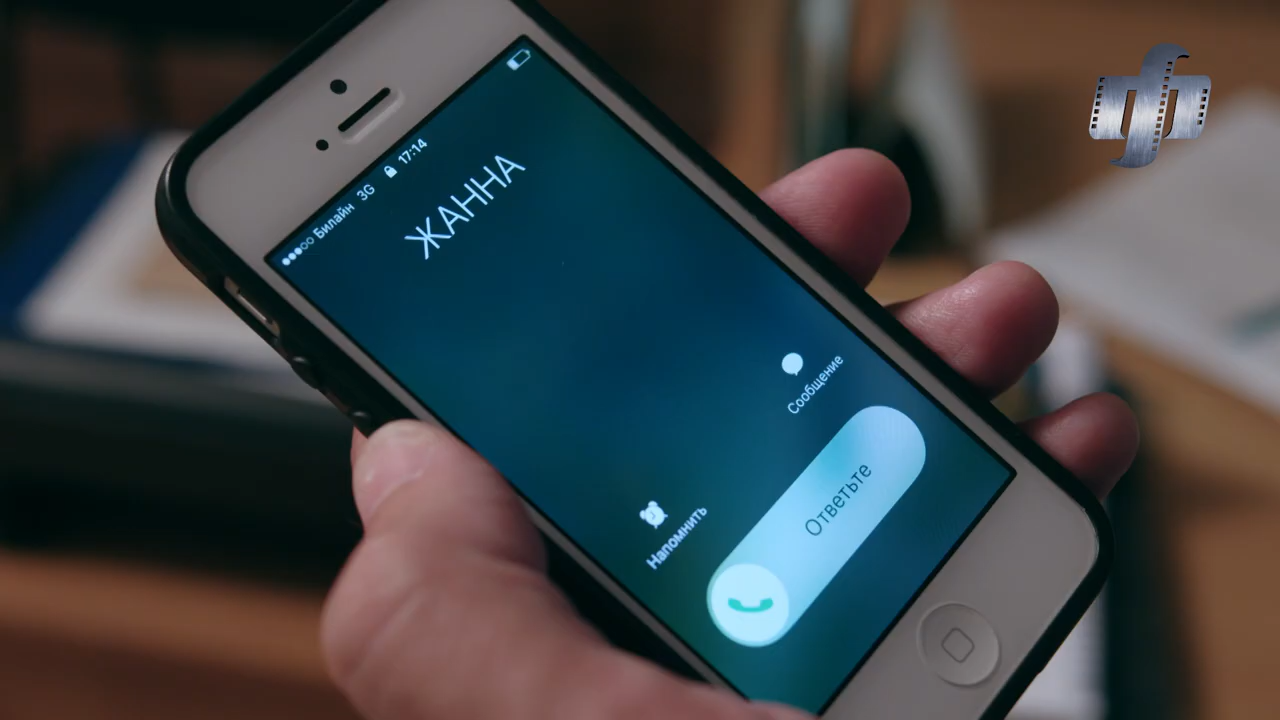 Билайн 3G 17:14
ЖАННА
Напомнить
Сообщение
Ответьте